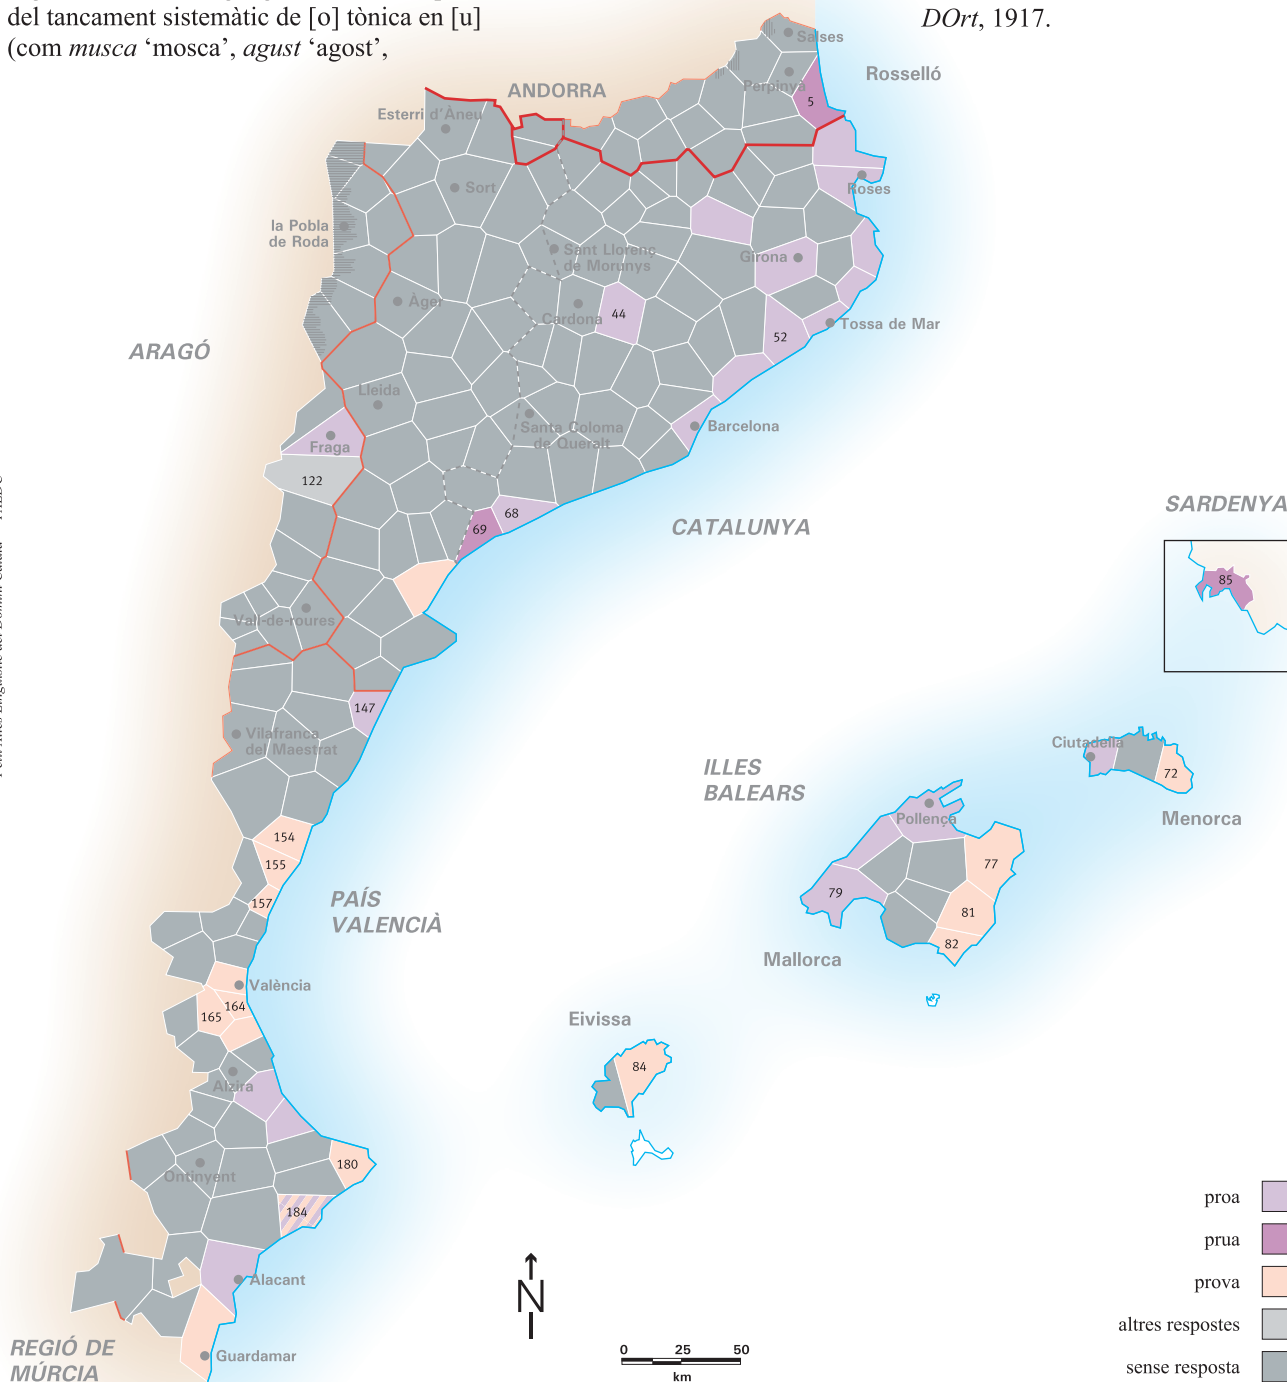 del tancament sistemàtic de [o] tònica en [u]
(com musca ‘mosca’, agust ‘agost’,
DOrt, 1917.
Salses
Rosselló
Perpinyà
5
ANDORRA
Esterri d’Àneu
Sort
Roses
la Pobla
de Roda
Sant Llorenç
de Morunys
Girona
Àger
Cardona
44
52
Tossa de Mar
ARAGÓ
Lleida
Santa Coloma
de Queralt
Barcelona
Fraga
122
68
69
CATALUNYA
SARDENYA
85
Vall-de-roures
147
Vilafranca
del Maestrat
Ciutadella
72
Menorca
ILLES
BALEARS
Pollença
77
79
81
82
Mallorca
154
155
157
PAÍS
VALENCIÀ
València
164
165
Eivissa
84
Alzira
Ontinyent
180
184
Alacant
Guardamar
REGIÓ DE
MÚRCIA
N
0 25 50
km
proa
prua
prova
altres respostes
sense resposta